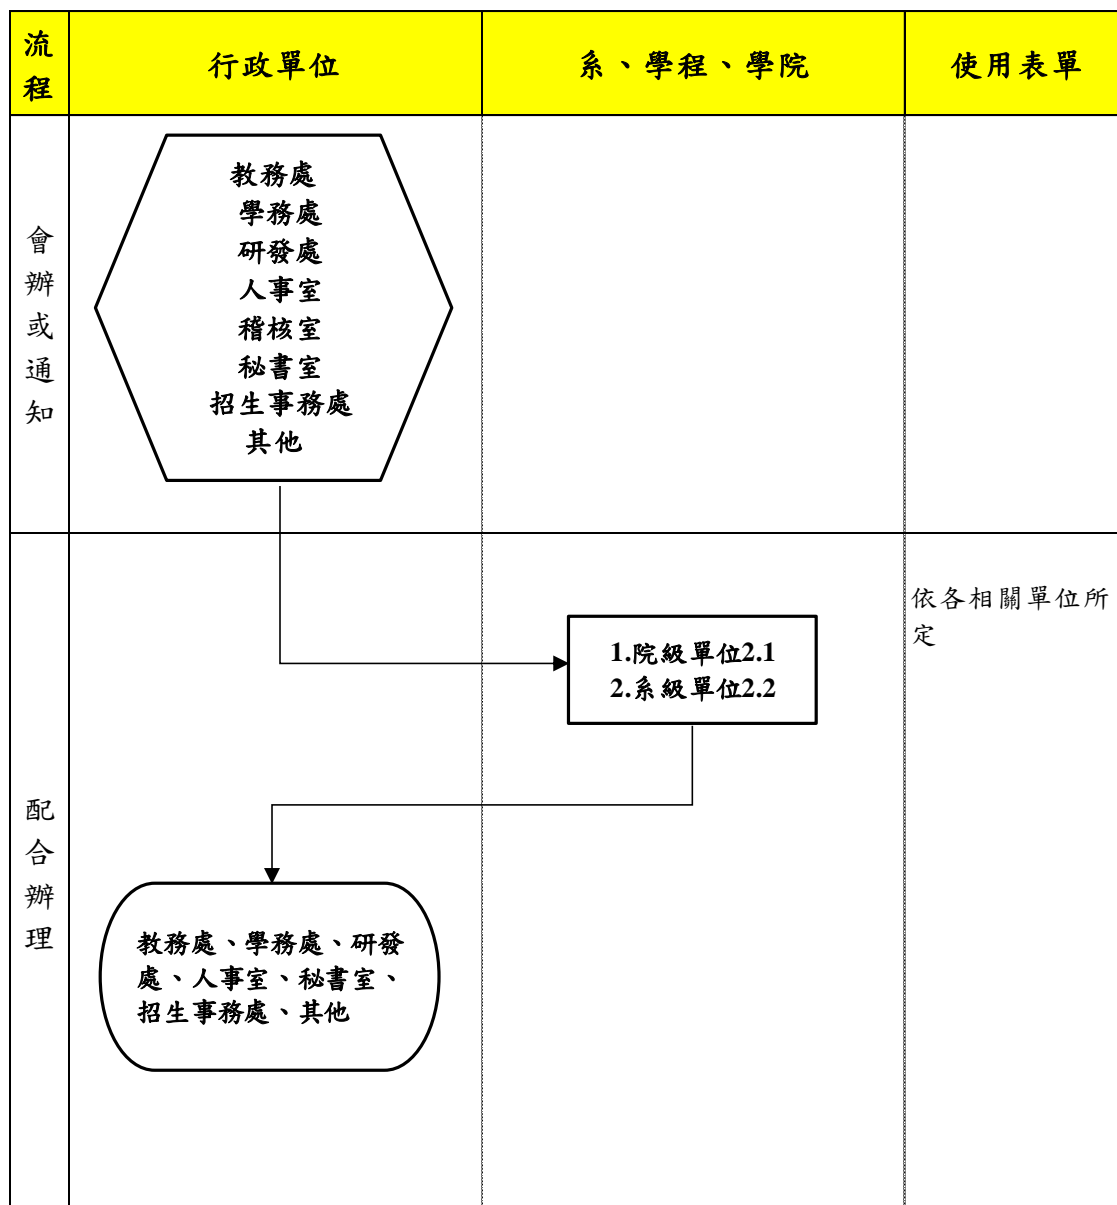 流
程
行政單位
系、學程、學院
使用表單
會
辦
或
通
知
教務處
學務處
研發處
人事室
稽核室
秘書室
招生事務處
其他
配
合
辦
理
1.院級單位2.1
2.系級單位2.2
依各相關單位所
定
教務處、學務處、研發
處、人事室、秘書室、
招生事務處、其他